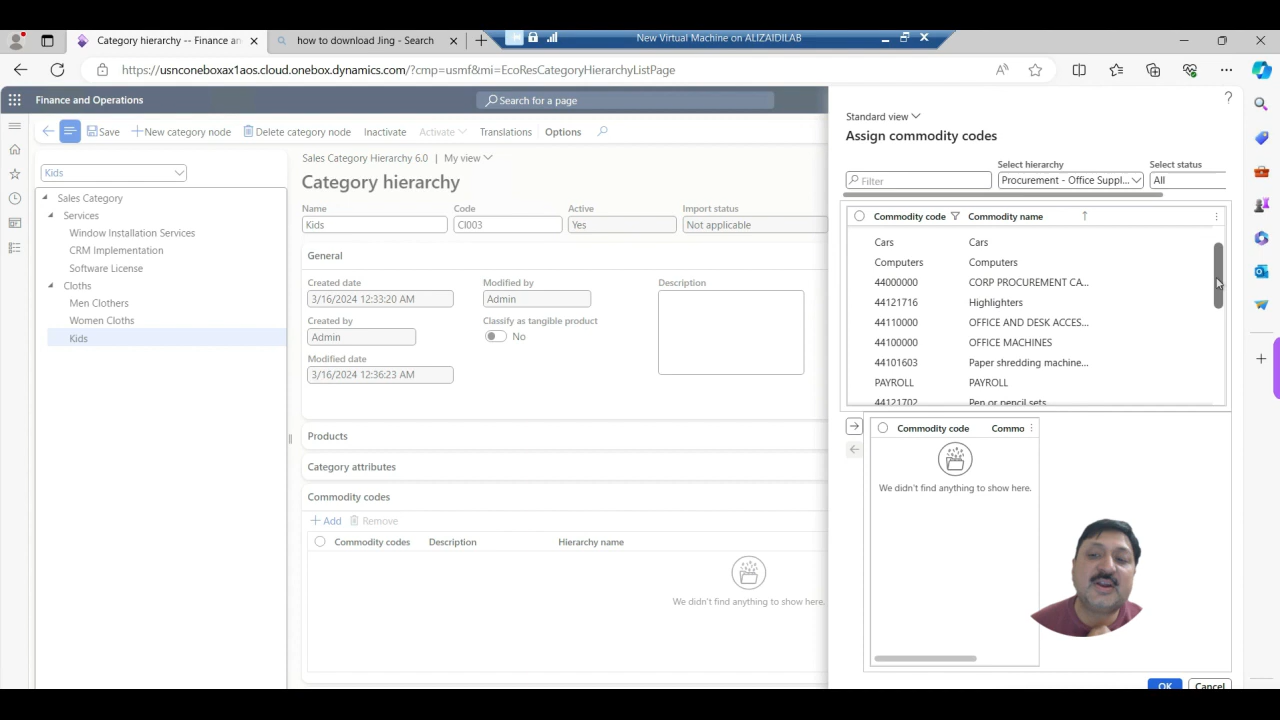 Category hierarchy -- Finance an
how to download Jing - Search
New Virtual Machine on ALIZAIDILAB
https://usnconeboxax1aos.cloud.onebox.dynamics.com/?cmp=usmf&mi=EcoResCategoryHierarchyListPage
Finance and Operations
Search for a page
Save
New category node
Delete category node
Inactivate
Activate
Translations
Options
Kids
Sales Category
Services
Window Installation Services
CRM Implementation
Software License
Cloths
Men Clothers
Women Cloths
Kids
Sales Category Hierarchy 6.0 | My view
Category hierarchy
Name
Code
Active
Import status
Kids
CI003
Yes
Not applicable
General
Created date
3/16/2024 12:33:20 AM
Created by
Admin
Modified date
3/16/2024 12:36:23 AM
Modified by
Admin
Classify as tangible product
No
Description
Products
Category attributes
Commodity codes
Add
Remove
Commodity codes
Description
Hierarchy name
We didn't find anything to show here.
?
Standard view
Assign commodity codes
Filter
Select hierarchy
Procurement - Office Suppl...
Select status
All
Commodity code
Commodity name
Cars Cars
Computers Computers
44000000 CORP PROCUREMENT CA...
44121716 Highlighters
44110000 OFFICE AND DESK ACCES...
44100000 OFFICE MACHINES
44101603 Paper shredding machine...
PAYROLL PAYROLL
44121702 Pen or pencil sets
Commodity code
Commo
We didn't find anything to show here.
OK
Cancel